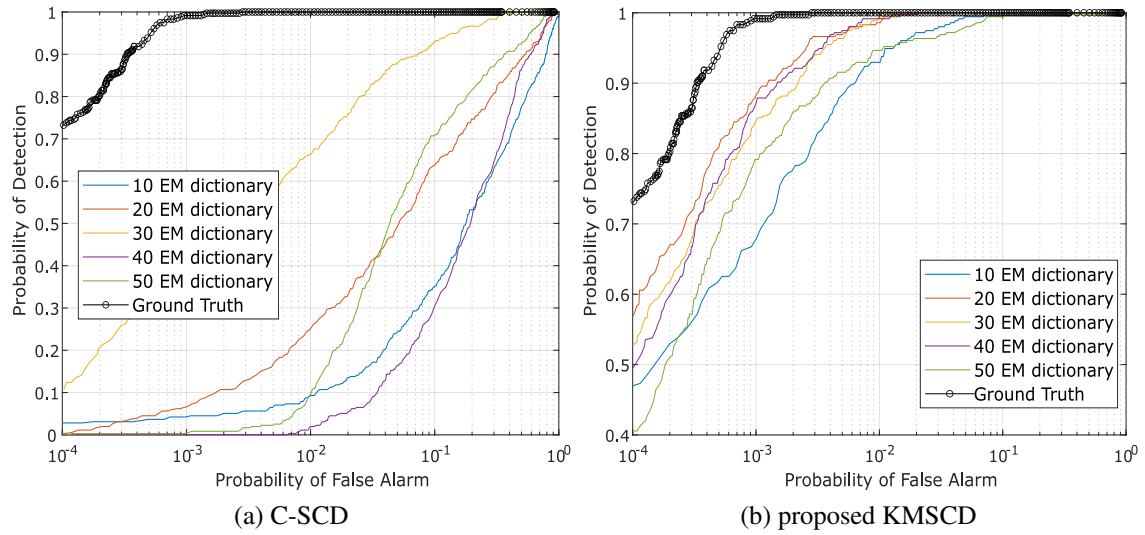 1
0.9
0.8
0.7
0.6
0.5
0.4
0.3
0.2
0.1
0
Probability of Detection
10 EM dictionary
20 EM dictionary
30 EM dictionary
40 EM dictionary
50 EM dictionary
Ground Truth
10⁻⁴ 10⁻³ 10⁻² 10⁻¹ 10⁰
Probability of False Alarm
(a) C-SCD
1
0.9
0.8
0.7
0.6
0.5
0.4
Probability of Detection
10 EM dictionary
20 EM dictionary
30 EM dictionary
40 EM dictionary
50 EM dictionary
Ground Truth
10⁻⁴ 10⁻³ 10⁻² 10⁻¹ 10⁰
Probability of False Alarm
(b) proposed KMSCD